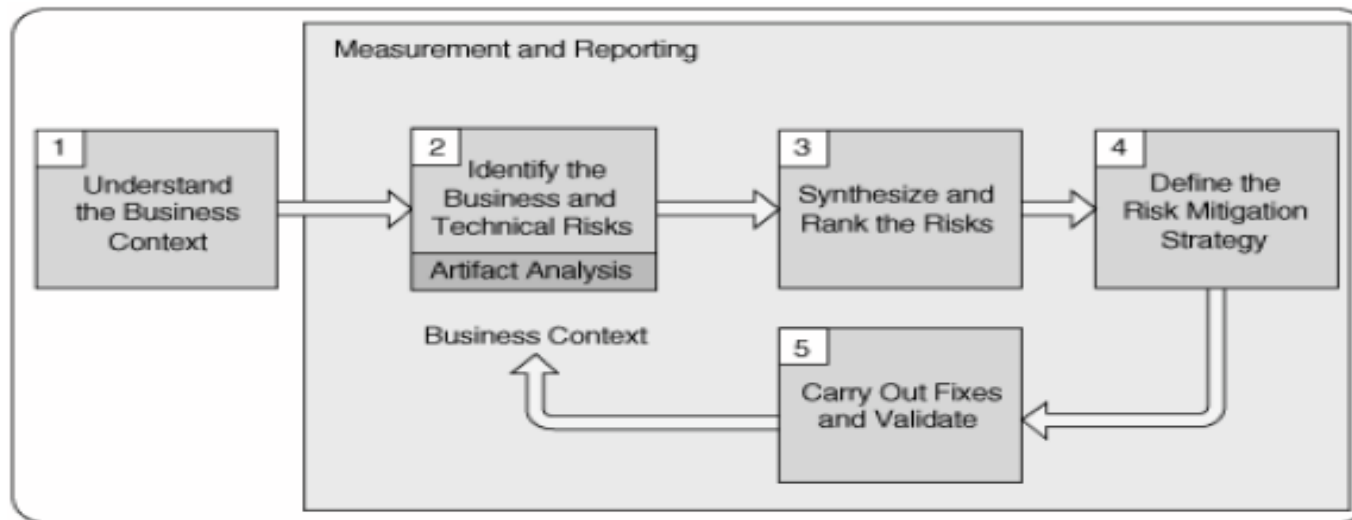 Measurement and Reporting
1
Understand
the Business
Context
2
Identify the
Business and
Technical Risks
Artifact Analysis
3
Synthesize and
Rank the Risks
4
Define the
Risk Mitigation
Strategy
Business Context
5
Carry Out Fixes
and Validate